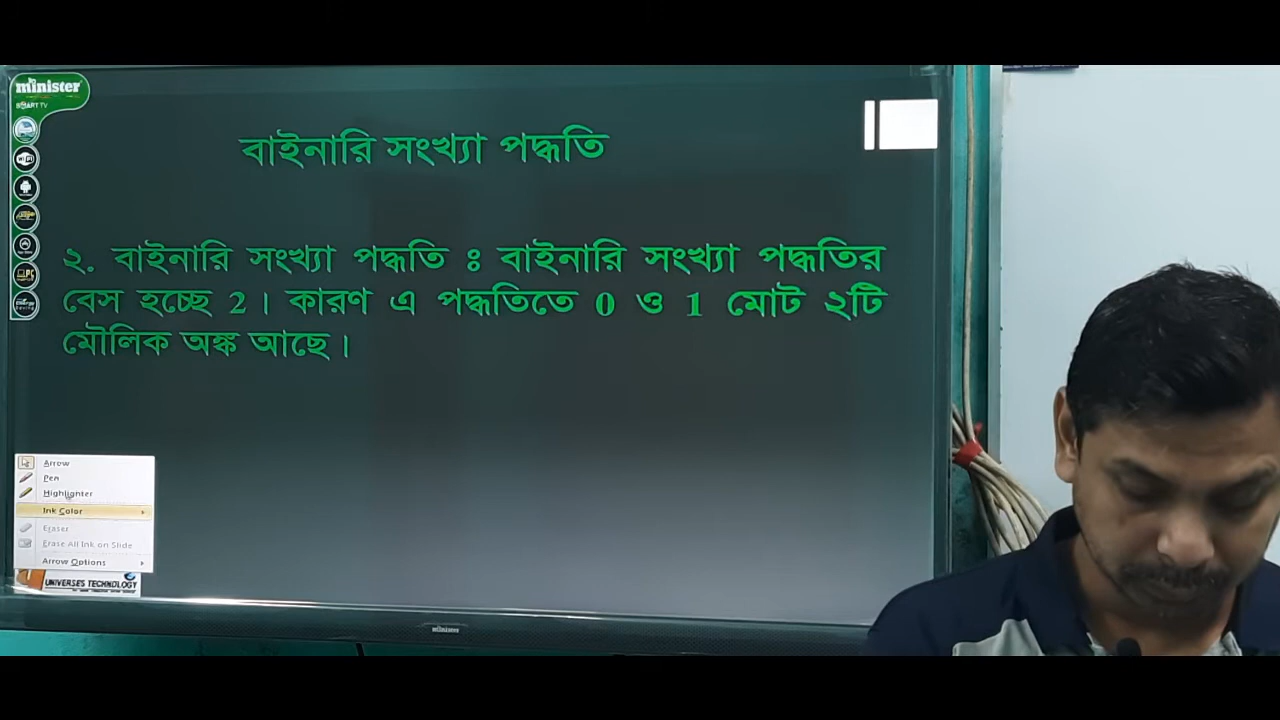 minister
SMART TV
বাইনারি সংখ্যা পদ্ধতি
২. বাইনারি সংখ্যা পদ্ধতি ঃ বাইনারি সংখ্যা পদ্ধতির
বেস হচ্ছে 2। কারণ এ পদ্ধতিতে 0 ও 1 মোট ২টি
মৌলিক অঙ্ক আছে।
Arrow
Pen
Highlighter
Ink Color
Eraser
Erase All Ink on Slide
Arrow Options
UNIVERSES TECHNOLOGY
minister